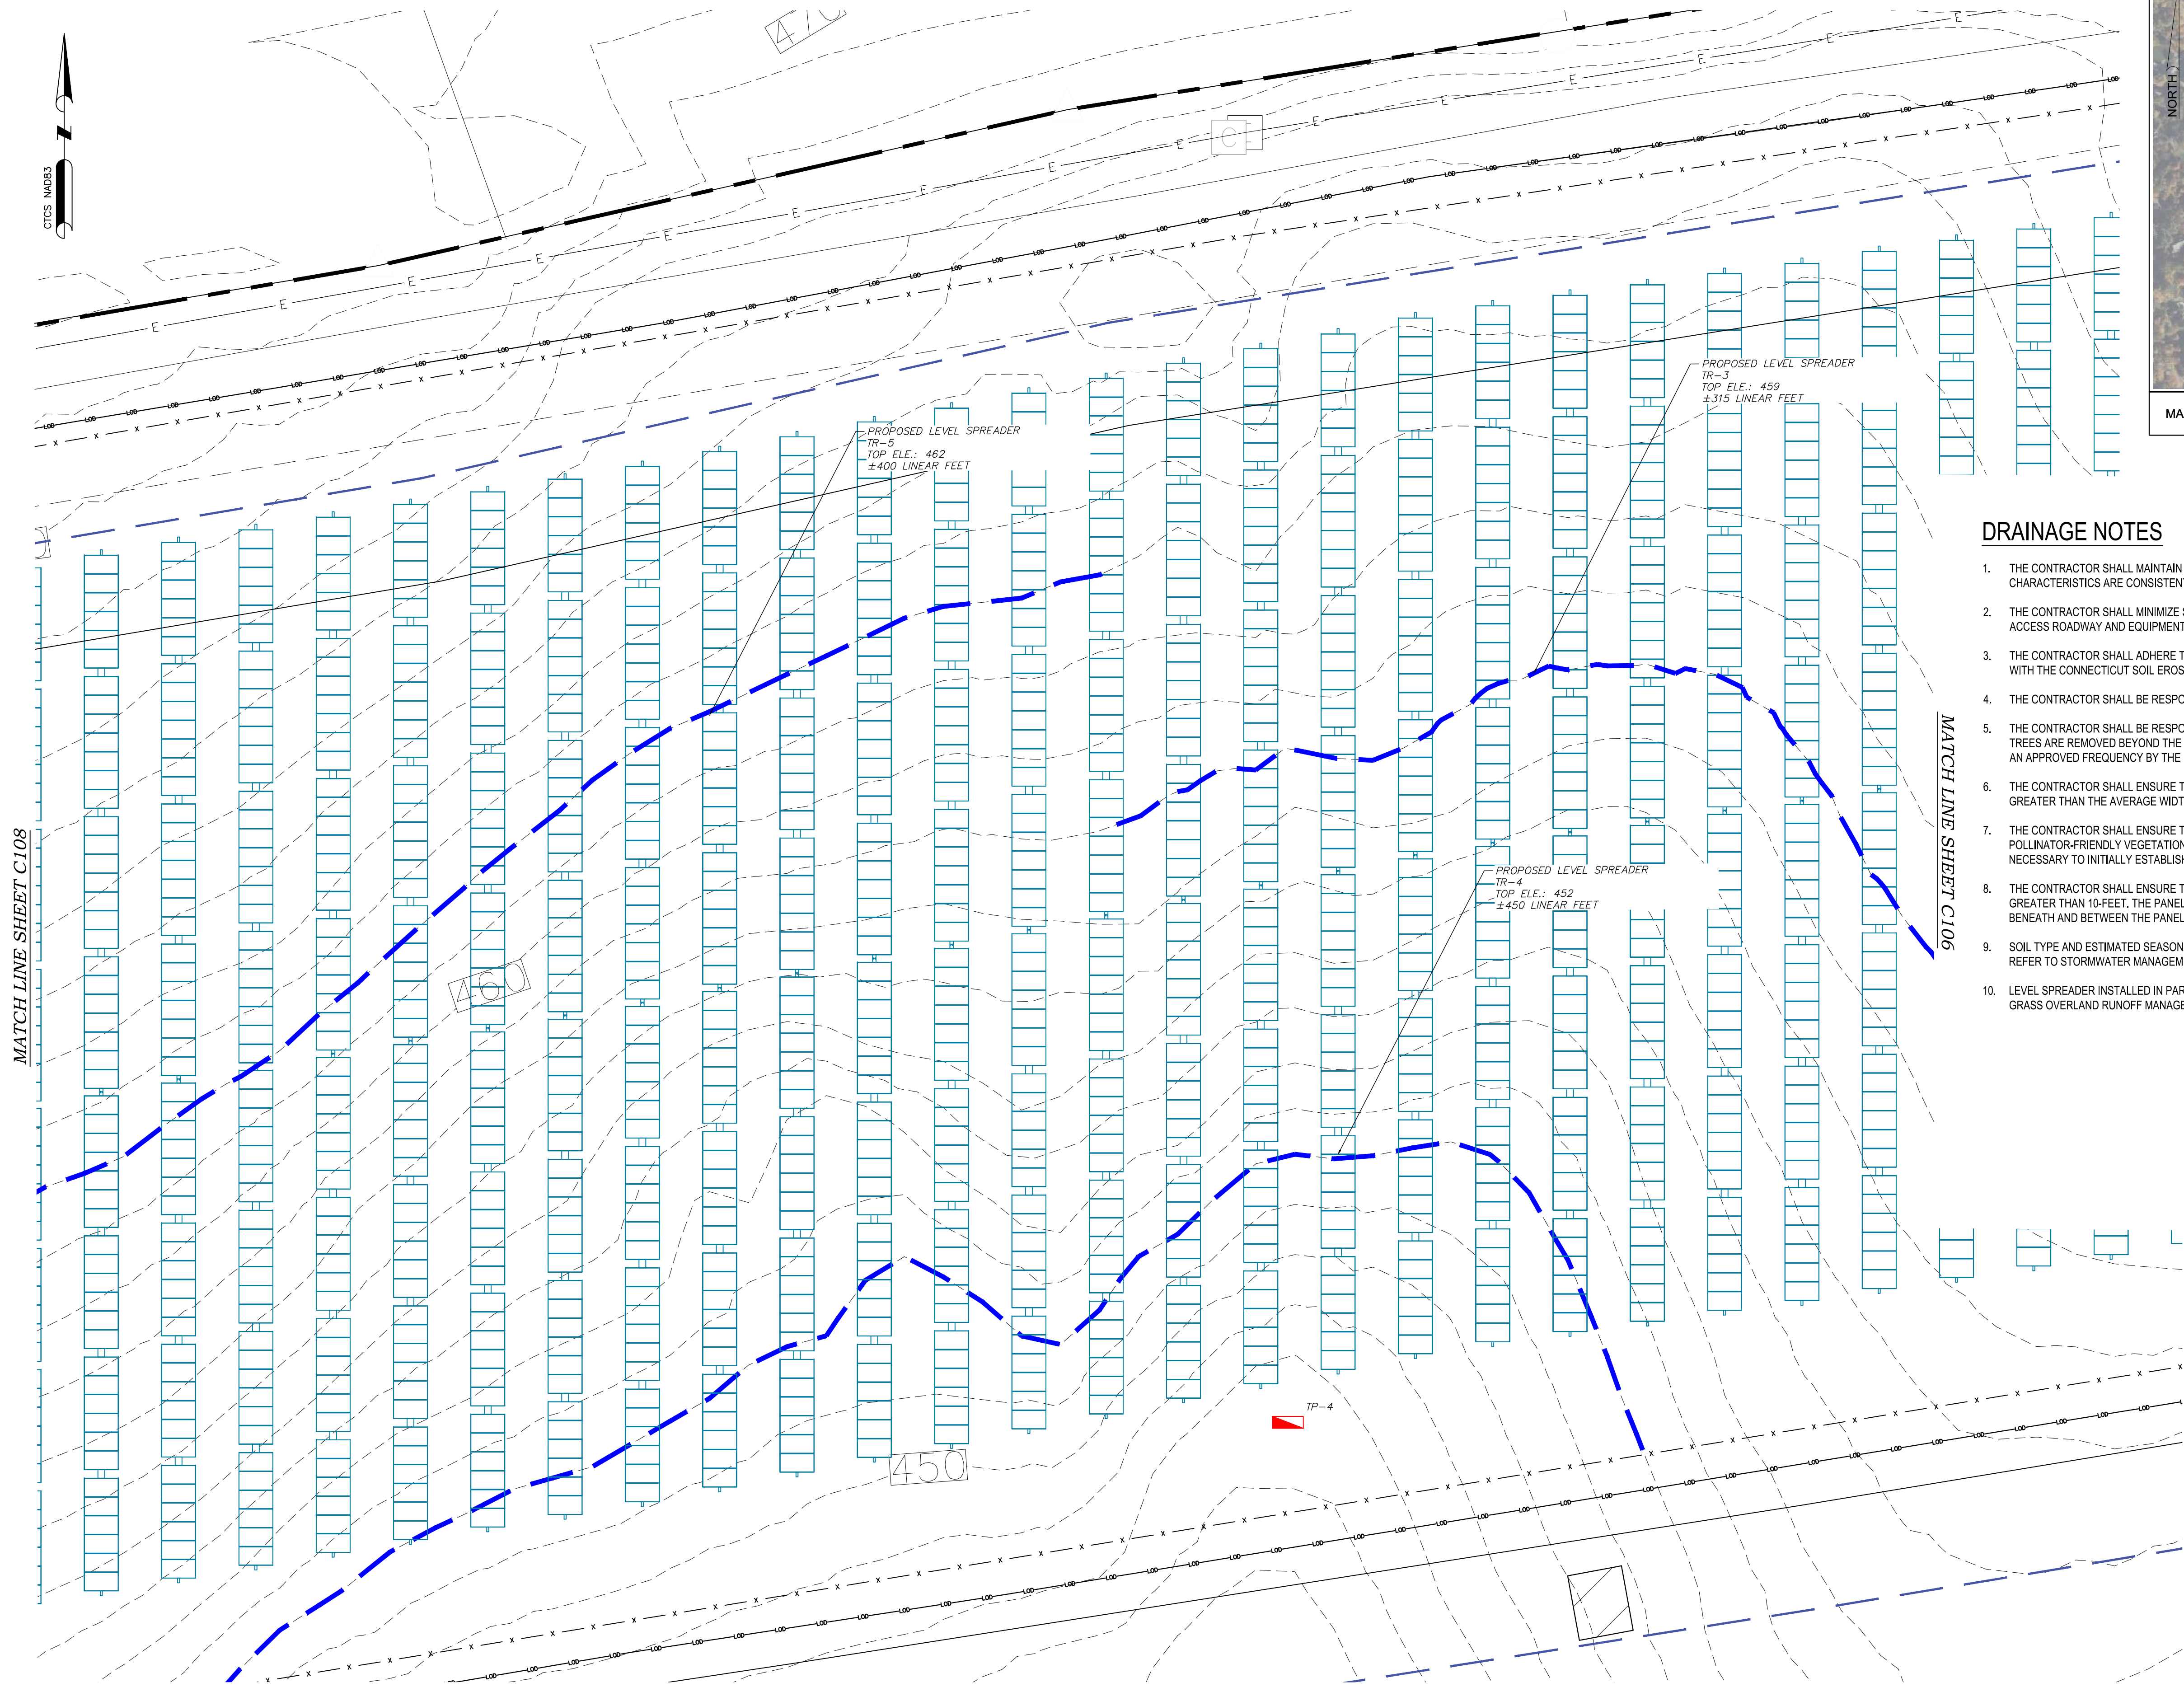 470
CTCS NAD83
NORTH
MA
PROPOSED LEVEL SPREADER
TR-3
TOP ELE.: 459
±315 LINEAR FEET
PROPOSED LEVEL SPREADER
TR-5
TOP ELE.: 462
±400 LINEAR FEET
DRAINAGE NOTES
1. THE CONTRACTOR SHALL MAINTAIN
CHARACTERISTICS ARE CONSISTEN
2. THE CONTRACTOR SHALL MINIMIZE
ACCESS ROADWAY AND EQUIPMENT
3. THE CONTRACTOR SHALL ADHERE T
WITH THE CONNECTICUT SOIL EROS
4. THE CONTRACTOR SHALL BE RESPO
5. THE CONTRACTOR SHALL BE RESPO
TREES ARE REMOVED BEYOND THE
AN APPROVED FREQUENCY BY THE
6. THE CONTRACTOR SHALL ENSURE T
GREATER THAN THE AVERAGE WIDT
7. THE CONTRACTOR SHALL ENSURE T
POLLINATOR-FRIENDLY VEGETATION
NECESSARY TO INITIALLY ESTABLIS
8. THE CONTRACTOR SHALL ENSURE T
GREATER THAN 10-FEET. THE PANEL
BENEATH AND BETWEEN THE PANEL
9. SOIL TYPE AND ESTIMATED SEASON
REFER TO STORMWATER MANAGEM
10. LEVEL SPREADER INSTALLED IN PAR
GRASS OVERLAND RUNOFF MANAGE
MATCH LINE SHEET C106
MATCH LINE SHEET C108
PROPOSED LEVEL SPREADER
TR-4
TOP ELE.: 452
±450 LINEAR FEET
460
TP-4
450